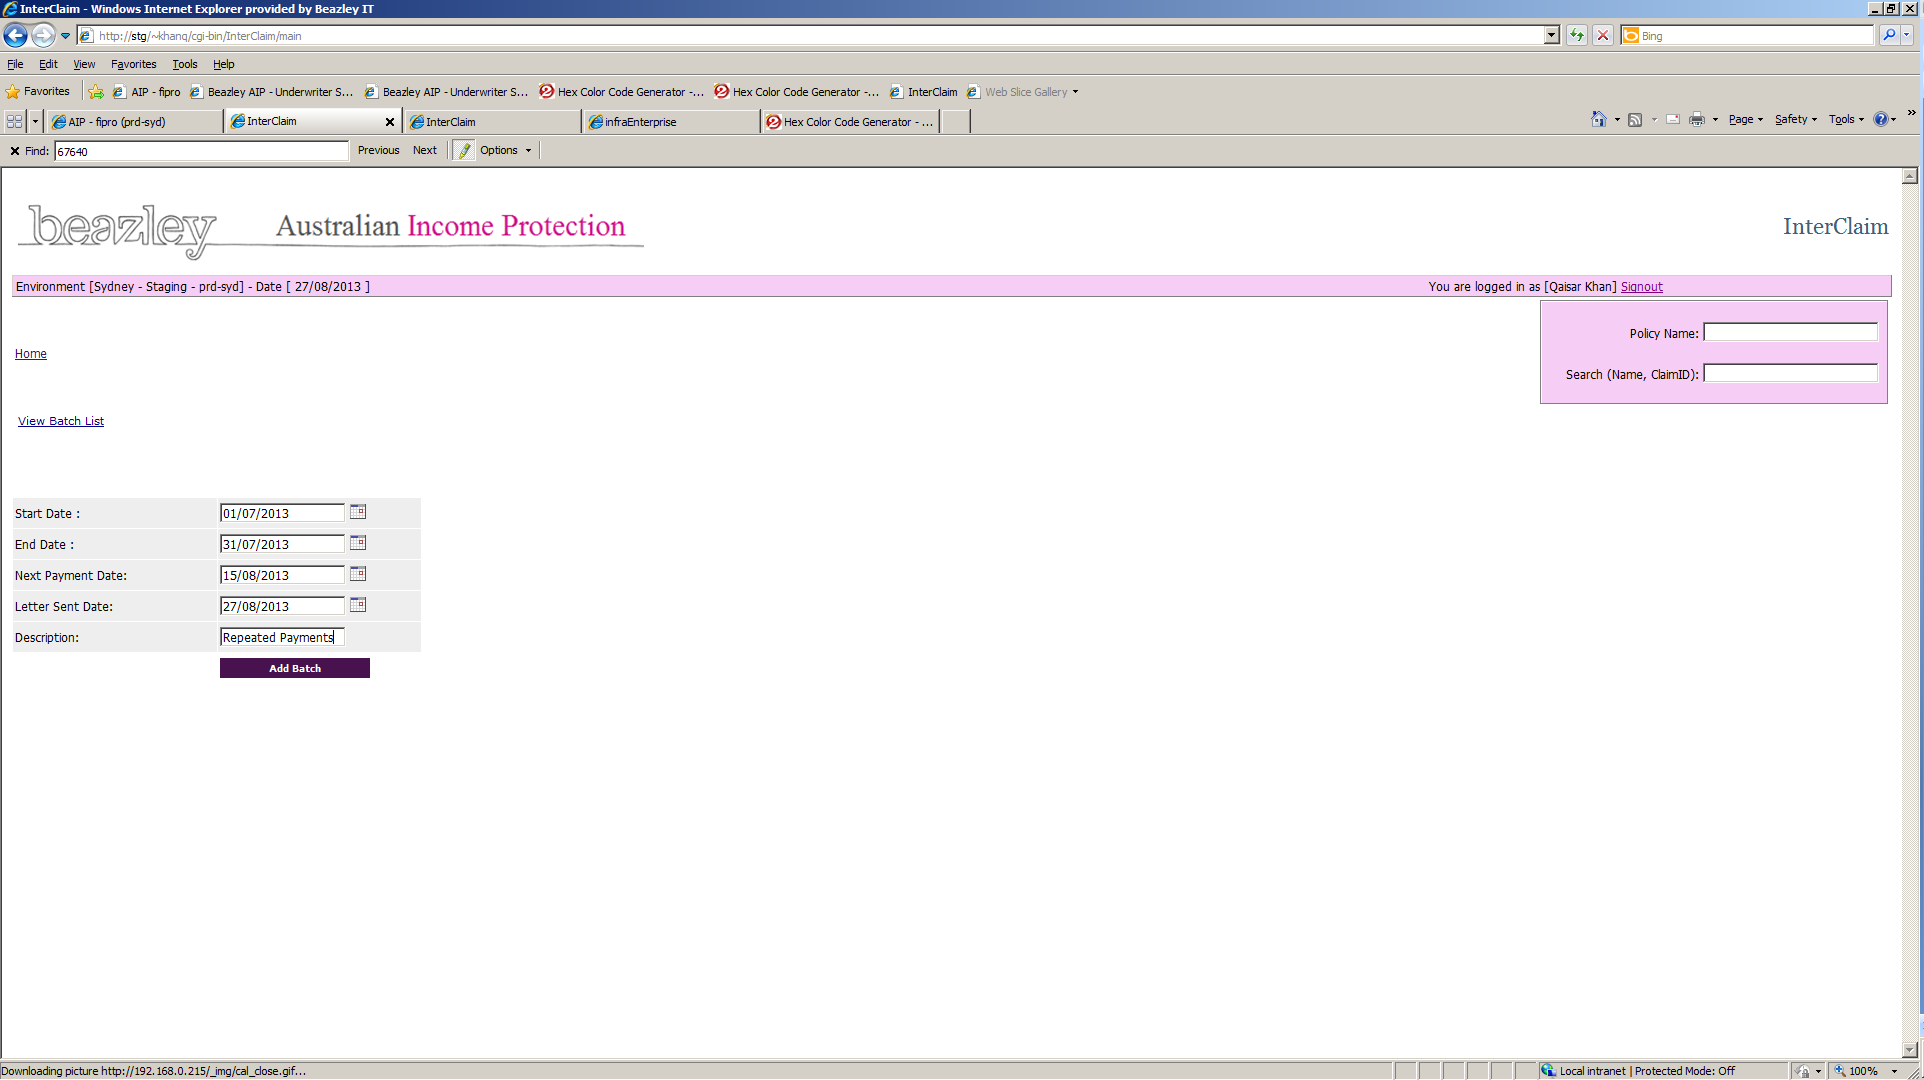 InterClaim - Windows Internet Explorer provided by Beazley IT
http://stg/~khanq/cgi-bin/InterClaim/main
Bing
File Edit View Favorites Tools Help
Favorites AIP - fipro Beazley AIP - Underwriter S... Beazley AIP - Underwriter S... Hex Color Code Generator -... Hex Color Code Generator -... InterClaim Web Slice Gallery
AIP - fipro (prd-syd) InterClaim InterClaim infraEnterprise Hex Color Code Generator - ... Page Safety Tools
Find: 67640 Previous Next Options
beazley Australian Income Protection InterClaim
Environment [Sydney - Staging - prd-syd] - Date [ 27/08/2013 ] You are logged in as [Qaisar Khan] Signout
Policy Name:
Home
Search (Name, ClaimID):
View Batch List
Start Date : 01/07/2013
End Date : 31/07/2013
Next Payment Date: 15/08/2013
Letter Sent Date: 27/08/2013
Description: Repeated Payments
Add Batch
Downloading picture http://192.168.0.215/_img/cal_close.gif... Local intranet | Protected Mode: Off 100%